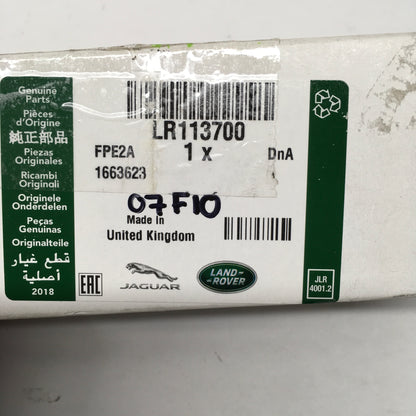 Genuine
Parts
Pièces
d'Origine
純正部品
Piezas
Originales
Ricambi
Originali
Originele
Onderdelen
Peças
Genuinas
Originalteile
قطع غيار
أصلية
2018
LR113700
FPE2A 1 x DnA
1663623
07F10
Made In
United Kingdom
EAC
JAGUAR
LAND-
ROVER
JLR
4001.2